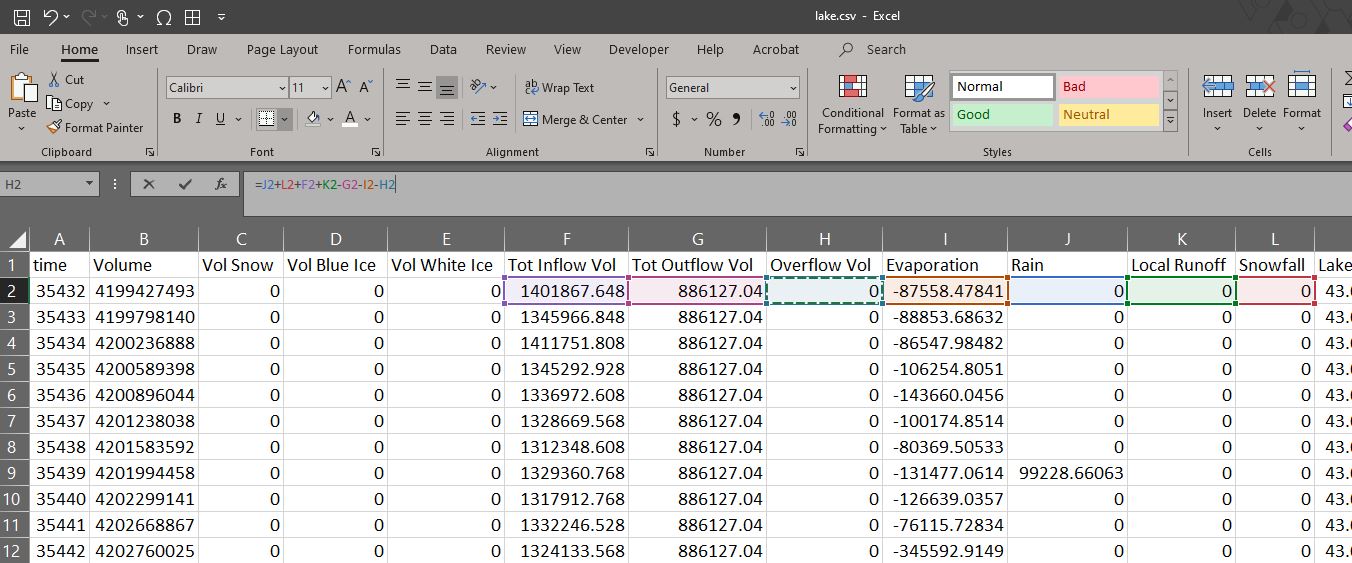 lake.csv - Excel
File Home Insert Draw Page Layout Formulas Data Review View Developer Help Acrobat Search
Paste Cut Copy Format Painter
Calibri 11 A A
B I U A
ab Wrap Text
Merge & Center
General
$ % , .00 .00
Conditional Formatting Format as Table
Normal Bad
Good Neutral
Insert Delete Format
Clipboard Font Alignment Number Styles Cells
H2 fx =J2+L2+F2+K2-G2-I2-H2
A B C D E F G H I J K L
1 time Volume Vol Snow Vol Blue Ice Vol White Ice Tot Inflow Vol Tot Outflow Vol Overflow Vol Evaporation Rain Local Runoff Snowfall Lake
2 35432 4199427493 0 0 0 1401867.648 886127.04 0 -87558.47841 0 0 0 43.
3 35433 4199798140 0 0 0 1345966.848 886127.04 0 -88853.68632 0 0 0 43.
4 35434 4200236888 0 0 0 1411751.808 886127.04 0 -86547.98482 0 0 0 43.
5 35435 4200589398 0 0 0 1345292.928 886127.04 0 -106254.8051 0 0 0 43.
6 35436 4200896044 0 0 0 1336972.608 886127.04 0 -143660.0456 0 0 0 43.
7 35437 4201238038 0 0 0 1328669.568 886127.04 0 -100174.8514 0 0 0 43.
8 35438 4201583592 0 0 0 1312348.608 886127.04 0 -80369.50533 0 0 0 43.
9 35439 4201994458 0 0 0 1329360.768 886127.04 0 -131477.0614 99228.66063 0 0 43.
10 35440 4202299141 0 0 0 1317912.768 886127.04 0 -126639.0357 0 0 0 43.
11 35441 4202668867 0 0 0 1332246.528 886127.04 0 -76115.72834 0 0 0 43.
12 35442 4202760025 0 0 0 1324133.568 886127.04 0 -345592.9149 0 0 0 43.